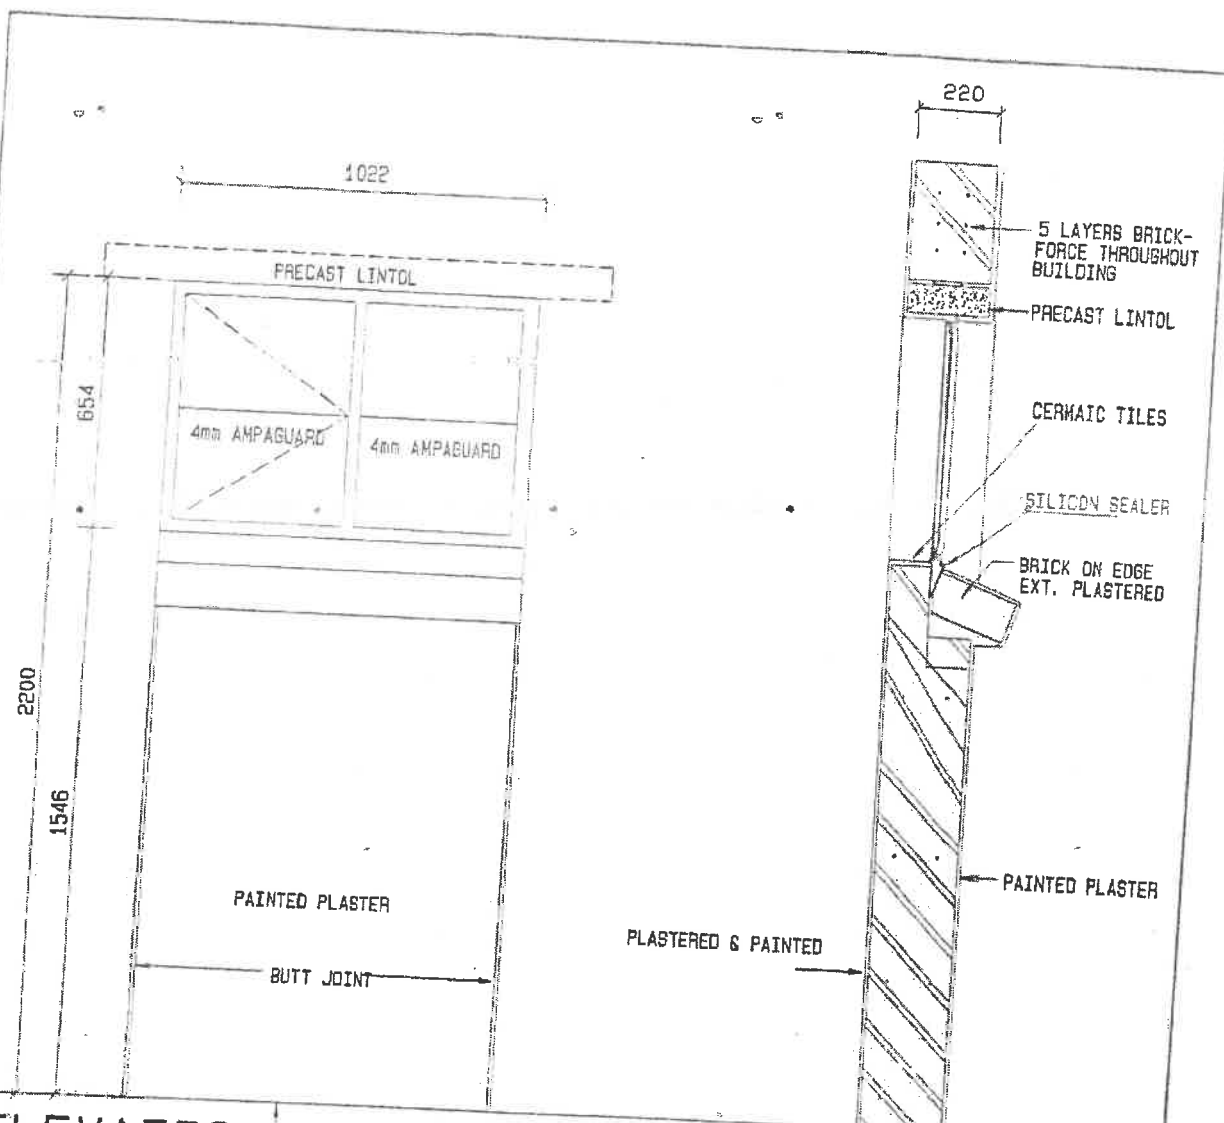 220
1022
5 LAYERS BRICK-
FORCE THROUGHOUT
BUILDING
PRECAST LINTOL
PRECAST LINTOL
654
CERMAIC TILES
4mm AMPAGUARD
4mm AMPAGUARD
SILICON SEALER
BRICK ON EDGE
EXT. PLASTERED
2200
1546
PAINTED PLASTER
PAINTED PLASTER
PLASTERED & PAINTED
BUTT JOINT